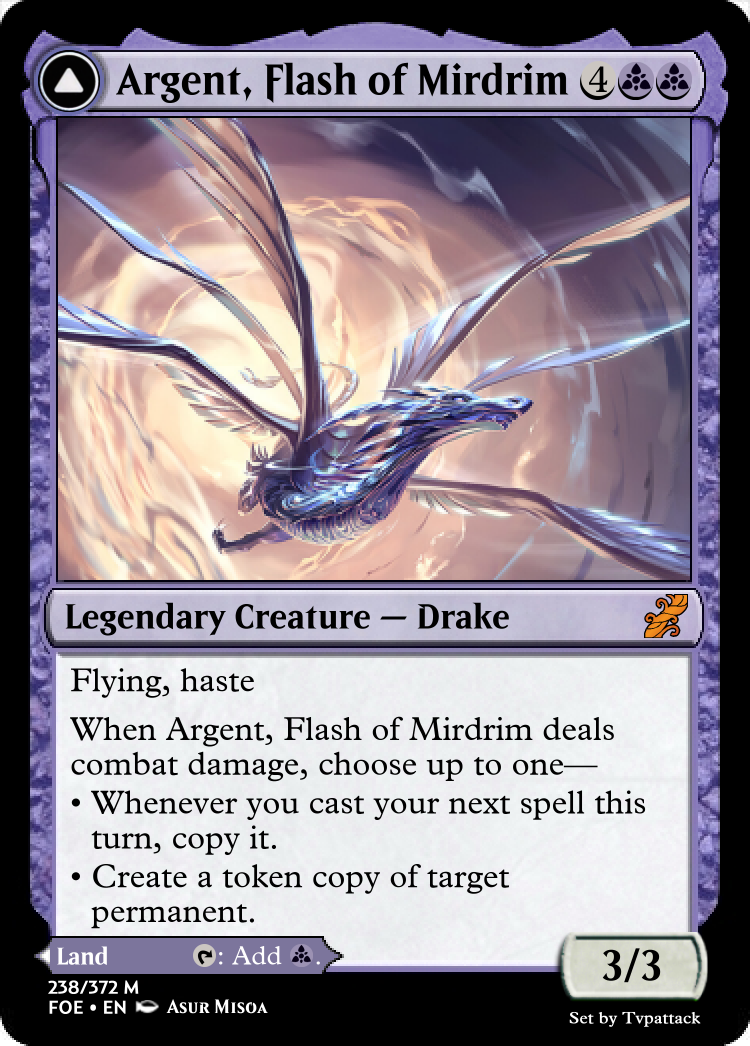 Argent, Flash of Mirdrim 4
Legendary Creature — Drake
Flying, haste
When Argent, Flash of Mirdrim deals
combat damage, choose up to one—
• Whenever you cast your next spell this
turn, copy it.
• Create a token copy of target
permanent.
Land : Add .
3/3
238/372 M
FOE • EN Asur Misoa
Set by Tvpattack